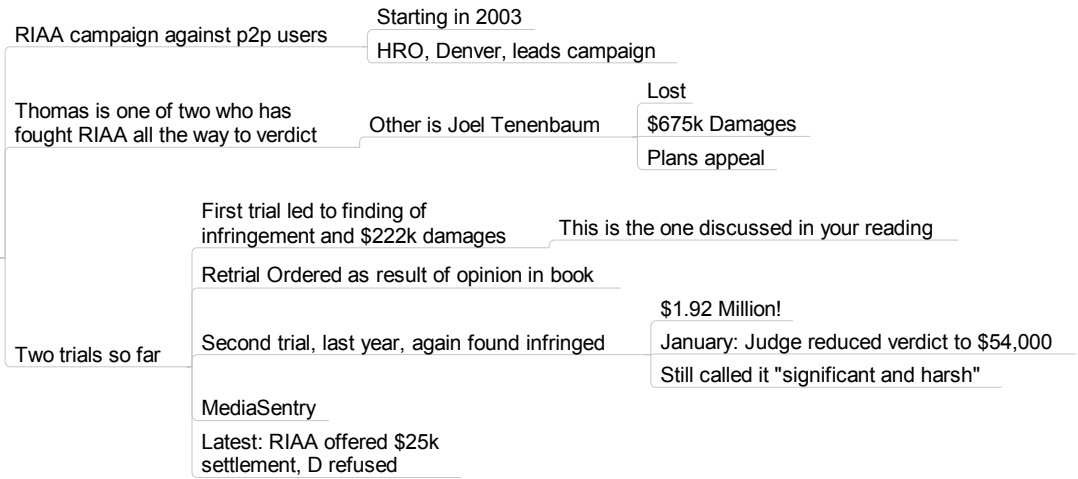 RIAA campaign against p2p users
Starting in 2003
HRO, Denver, leads campaign
Thomas is one of two who has
fought RIAA all the way to verdict
Other is Joel Tenenbaum
Lost
$675k Damages
Plans appeal
Two trials so far
First trial led to finding of
infringement and $222k damages
This is the one discussed in your reading
Retrial Ordered as result of opinion in book
Second trial, last year, again found infringed
$1.92 Million!
January: Judge reduced verdict to $54,000
Still called it "significant and harsh"
MediaSentry
Latest: RIAA offered $25k
settlement, D refused